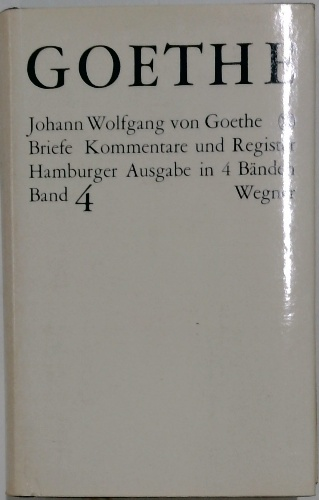 GOETHE
Johann Wolfgang von Goethe
Briefe Kommentare und Register
Hamburger Ausgabe in 4 Bänden
Band 4 Wegner